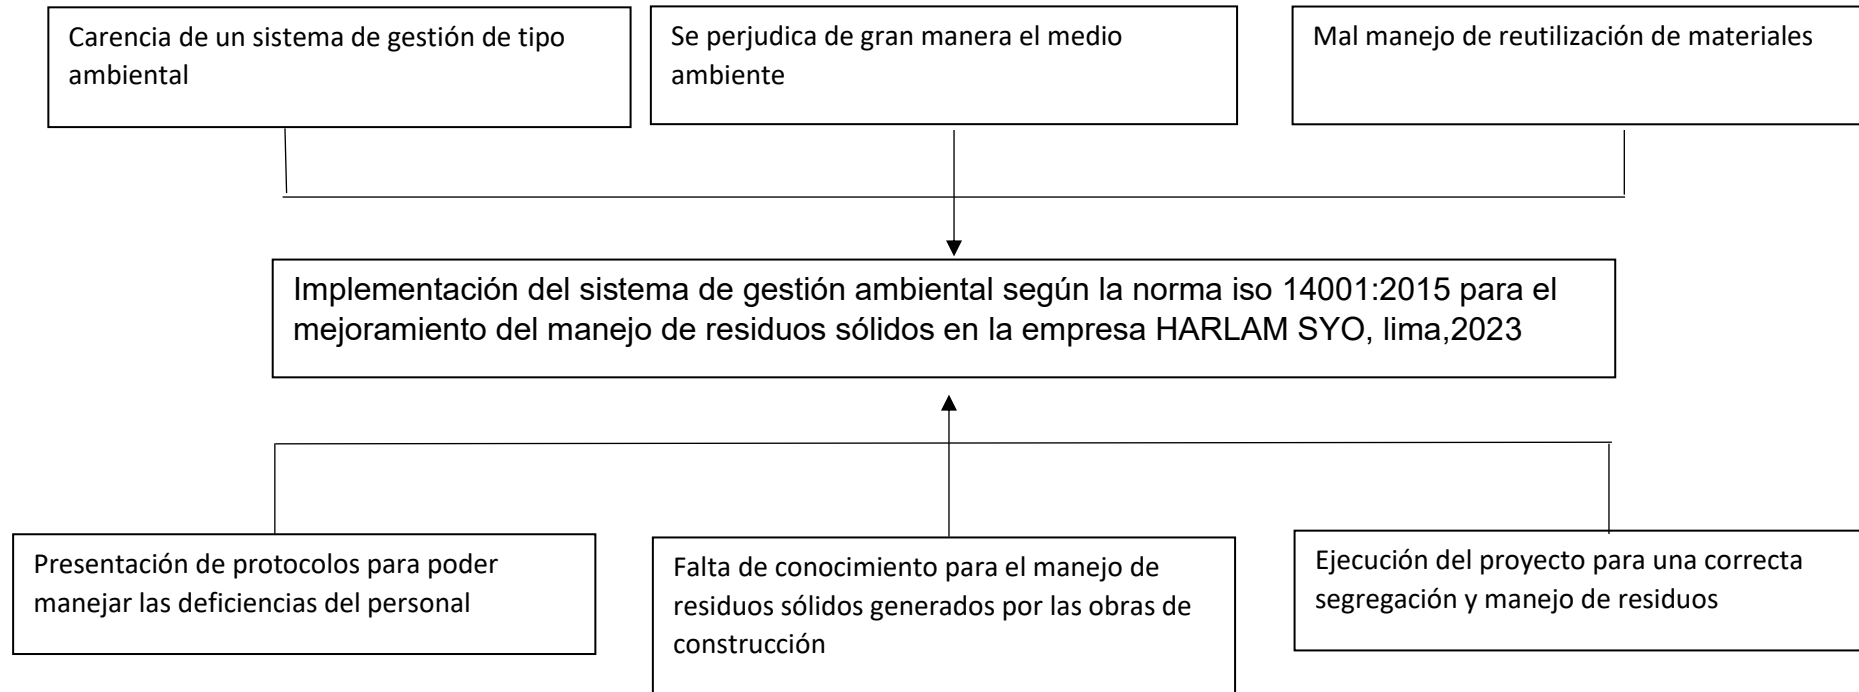 Carencia de un sistema de gestión de tipo
ambiental
Se perjudica de gran manera el medio
ambiente
Mal manejo de reutilización de materiales
Implementación del sistema de gestión ambiental según la norma iso 14001:2015 para el
mejoramiento del manejo de residuos sólidos en la empresa HARLAM SYO, lima,2023
Presentación de protocolos para poder
manejar las deficiencias del personal
Falta de conocimiento para el manejo de
residuos sólidos generados por las obras de
construcción
Ejecución del proyecto para una correcta
segregación y manejo de residuos